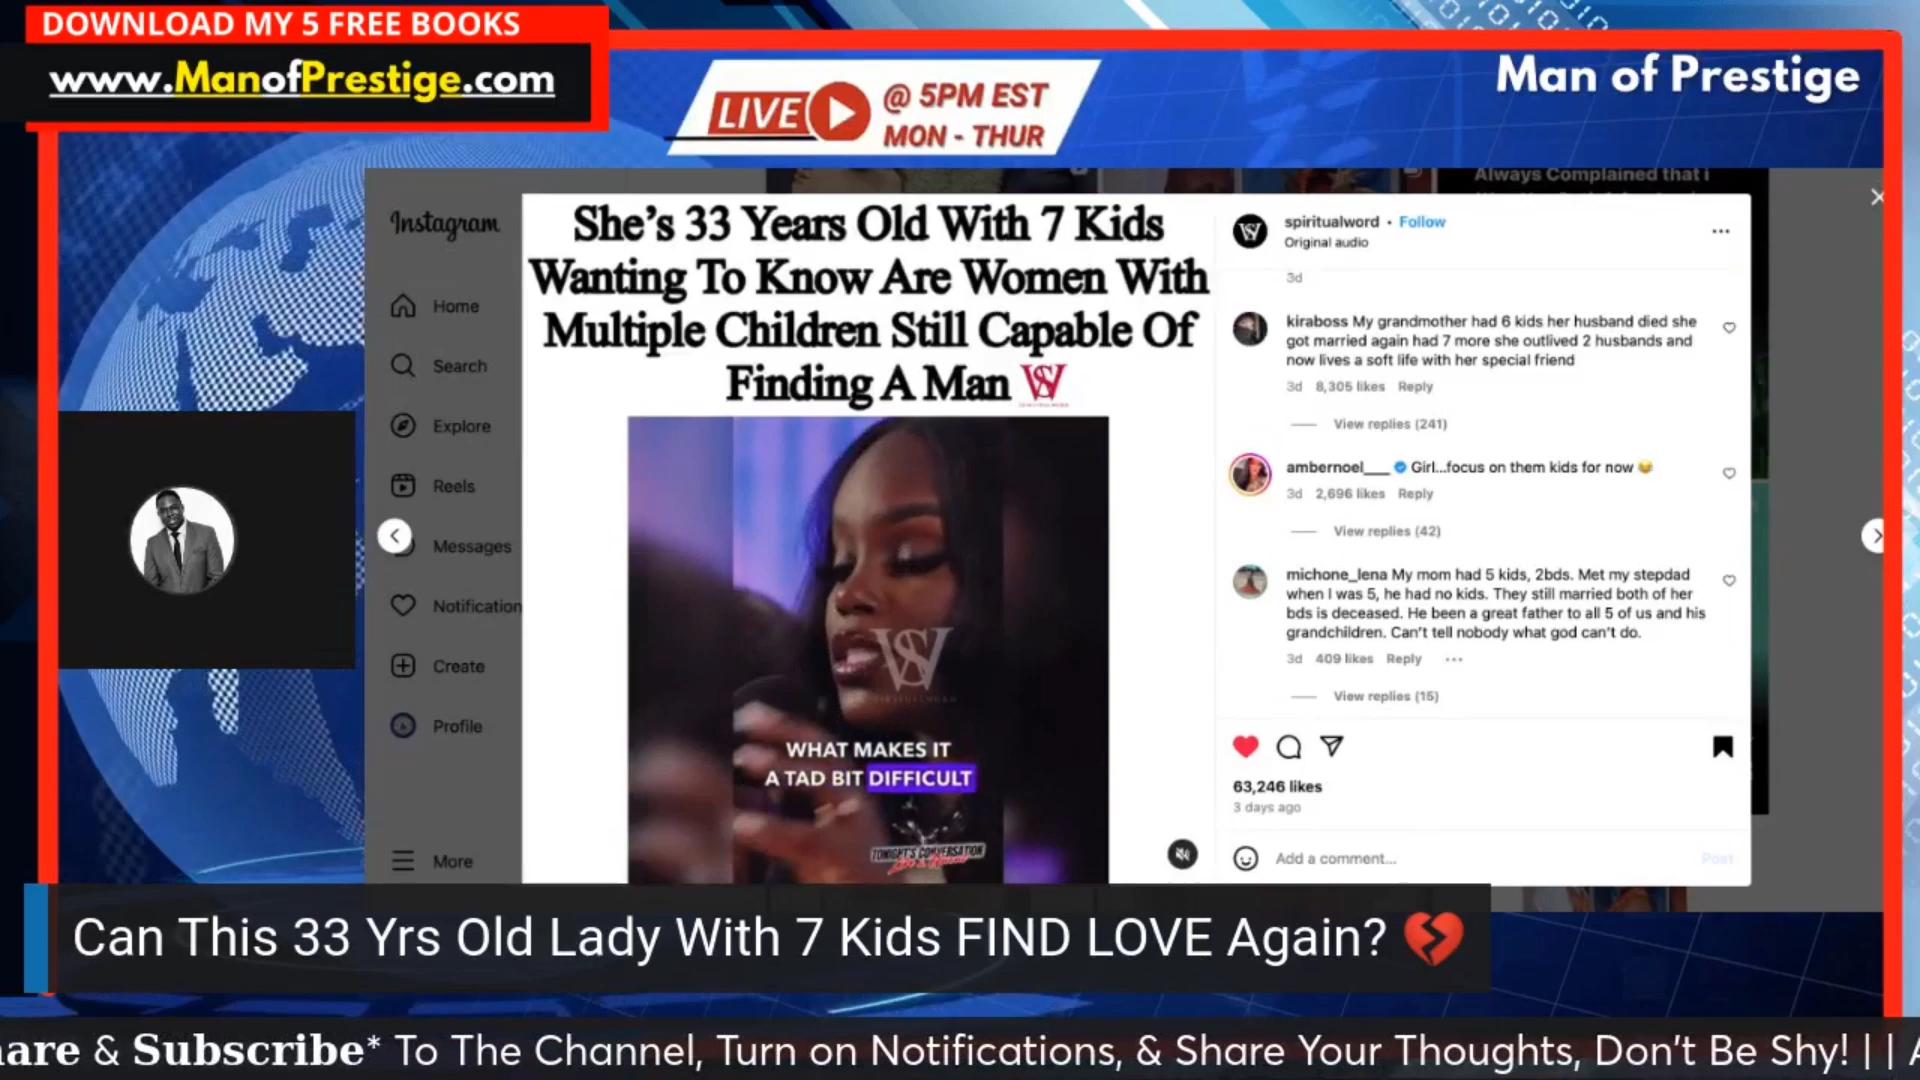 DOWNLOAD MY 5 FREE BOOKS
www.ManofPrestige.com
LIVE @ 5PM EST
MON - THUR
Man of Prestige
Always Complained that i
Instagram
Home
Search
Explore
Reels
Messages
Notification
Create
Profile
More
She's 33 Years Old With 7 Kids
Wanting To Know Are Women With
Multiple Children Still Capable Of
Finding A Man
WHAT MAKES IT
A TAD BIT DIFFICULT
TONIGHT'S CONVERSATION
spiritualword • Follow
Original audio
3d
kiraboss My grandmother had 6 kids her husband died she
got married again had 7 more she outlived 2 husbands and
now lives a soft life with her special friend
3d 8,305 likes Reply
View replies (241)
ambernoel___ Girl...focus on them kids for now 😂
3d 2,696 likes Reply
View replies (42)
michone_lena My mom had 5 kids, 2bds. Met my stepdad
when I was 5, he had no kids. They still married both of her
bds is deceased. He been a great father to all 5 of us and his
grandchildren. Can't tell nobody what god can't do.
3d 409 likes Reply ...
View replies (15)
63,246 likes
3 days ago
Add a comment...
Post
Can This 33 Yrs Old Lady With 7 Kids FIND LOVE Again? 💔
hare & Subscribe* To The Channel, Turn on Notifications, & Share Your Thoughts, Don't Be Shy! | | A